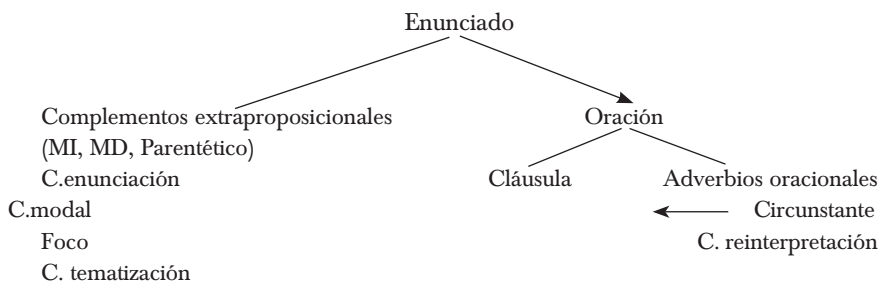 Enunciado
Complementos extraproposicionales
(MI, MD, Parentético)
C.enunciación
C.modal
Foco
C. tematización
Oración
Cláusula
Adverbios oracionales
Circunstante
C. reinterpretación